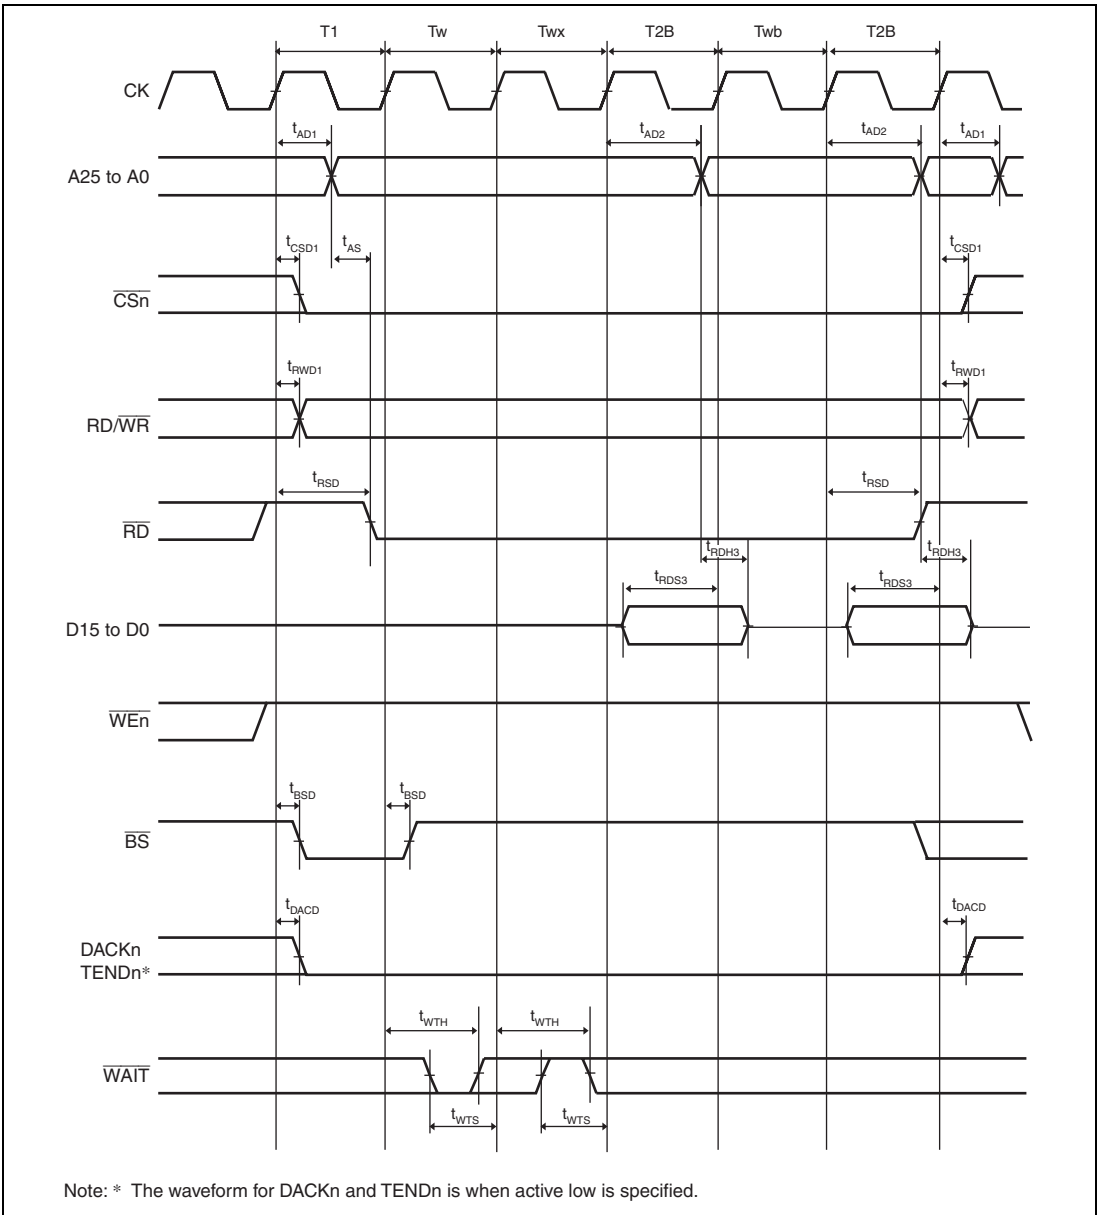 T1 Tw Twx T2B Twb T2B
CK
tAD1 tAD2 tAD2 tAD1
A25 to A0
tCSD1 tAS tCSD1
CSn
tRWD1 tRWD1
RD/WR
tRSD tRSD
RD
tRDH3 tRDH3
tRDS3 tRDS3
D15 to D0
WEn
tBSD tBSD
BS
tDACD tDACD
DACKn
TENDn*
tWTH tWTH
WAIT
tWTS tWTS
Note: * The waveform for DACKn and TENDn is when active low is specified.